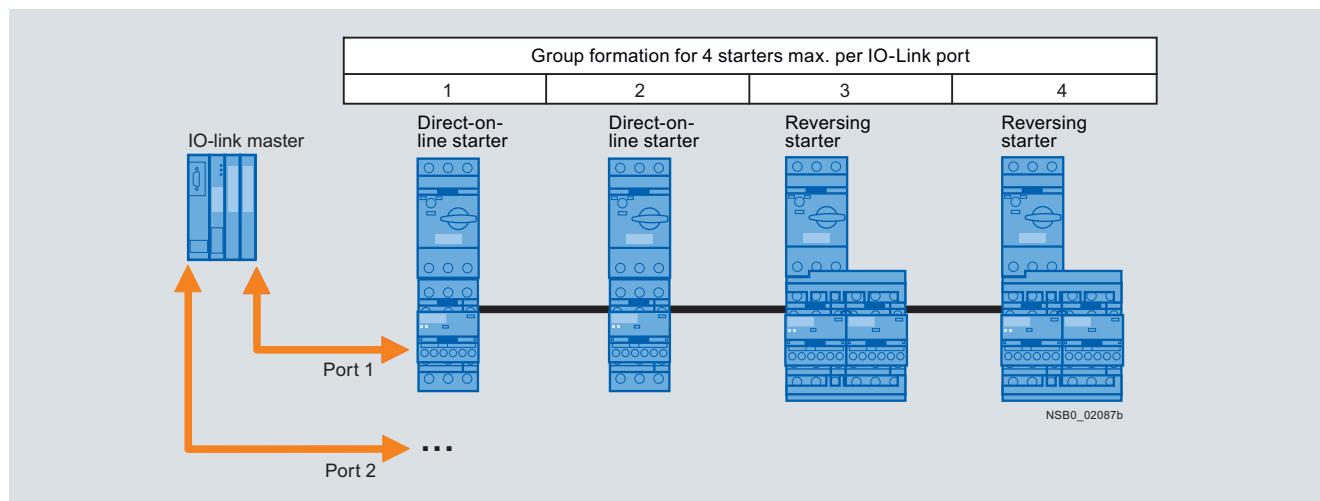 Group formation for 4 starters max. per IO-Link port
1 2 3 4
IO-link master
Direct-on-
line starter
Direct-on-
line starter
Reversing
starter
Reversing
starter
Port 1
NSB0_02087b
...
Port 2